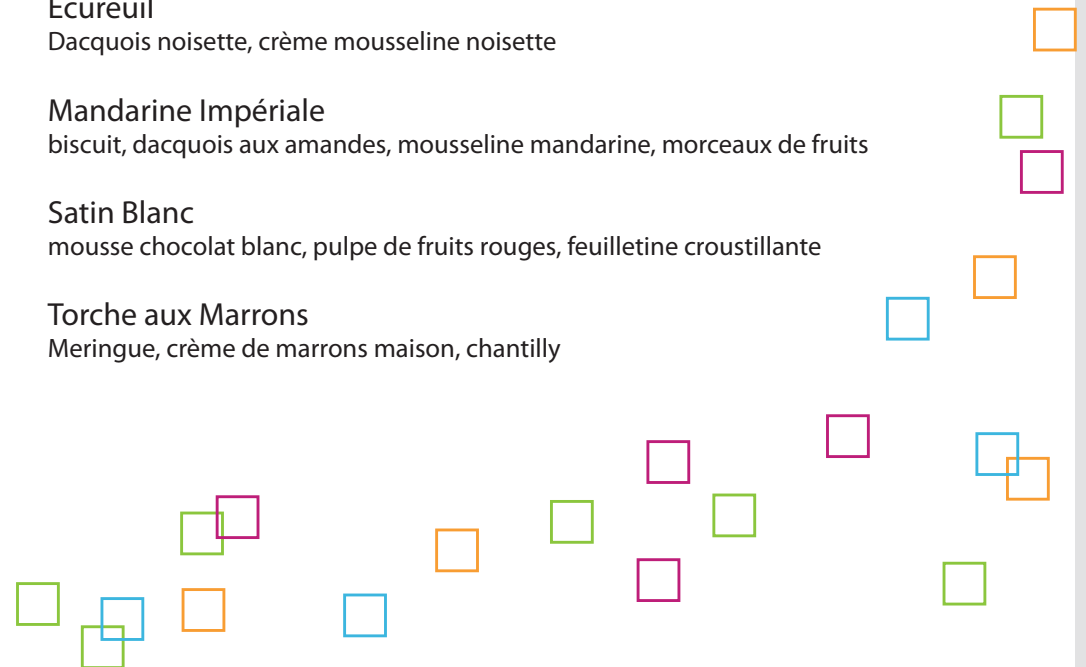 Ecureuil
Dacquois noisette, crème mousseline noisette
Mandarine Impériale
biscuit, dacquois aux amandes, mousseline mandarine, morceaux de fruits
Satin Blanc
mousse chocolat blanc, pulpe de fruits rouges, feuilletine croustillante
Torche aux Marrons
Meringue, crème de marrons maison, chantilly